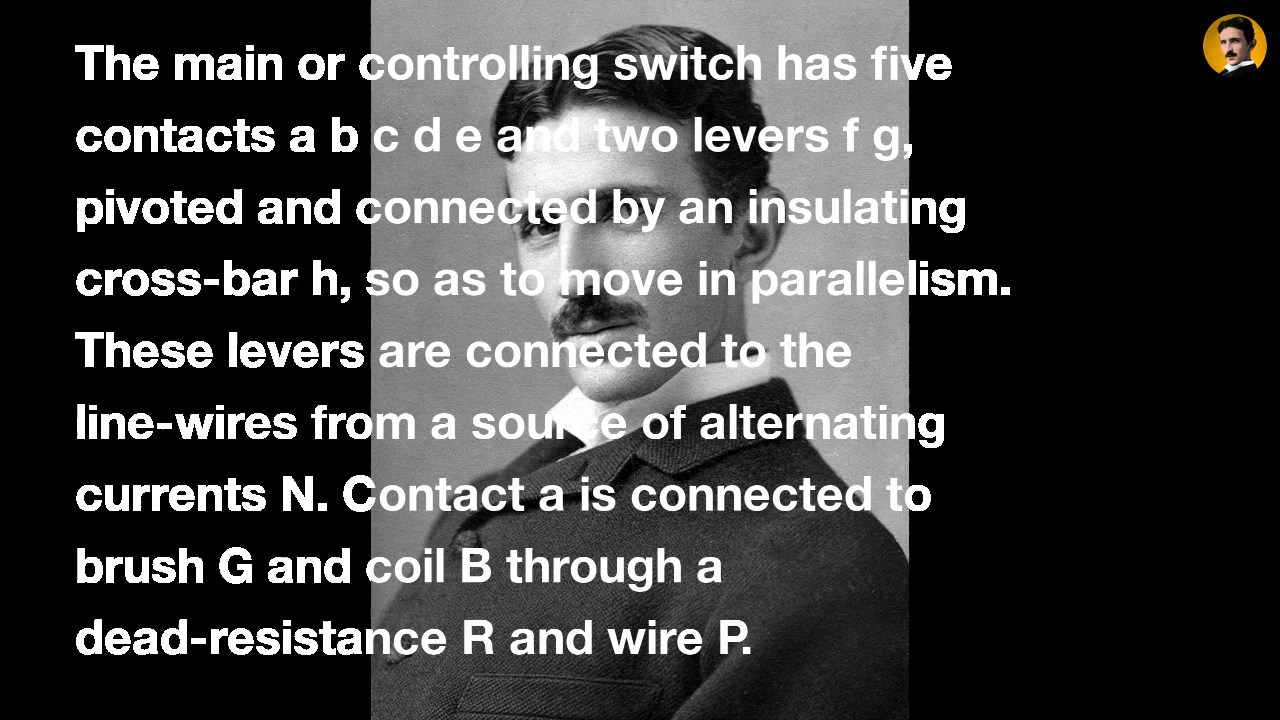 The main or controlling switch has five
contacts a b c d e and two levers f g,
pivoted and connected by an insulating
cross-bar h, so as to move in parallelism.
These levers are connected to the
line-wires from a source of alternating
currents N. Contact a is connected to
brush G and coil B through a
dead-resistance R and wire P.